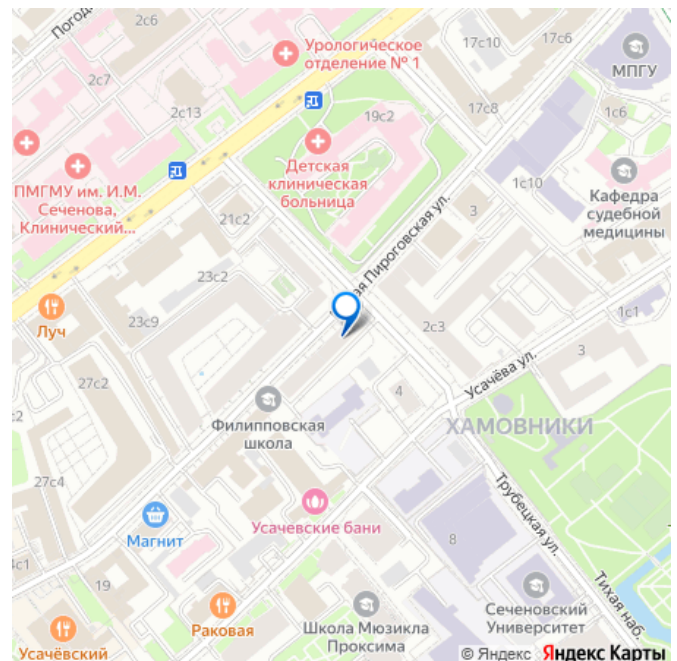 Погод
2с6
Урологическое
отделение № 1
17с10
17с6
МПГУ
2с7
2с13
19с2
17с8
1с6
Детская
клиническая
больница
ПМГМУ им. И.М.
Сеченова,
Клинический...
1с10
Кафедра
судебной
медицины
21с2
3
ая Пироговская ул.
23с2
Луч
23с9
2с3
1с1
3
27с2
Усачёва ул.
4
с2
Филипповская
школа
ХАМОВНИКИ
27с4
Трубецкая ул.
Магнит
Усачевские бани
8
4с1
19
Тихая наб.
Усачёвский
Раковая
Школа Мюзикла
Проксима
Сеченовский
Университет
© Яндекс Яндекс Карты